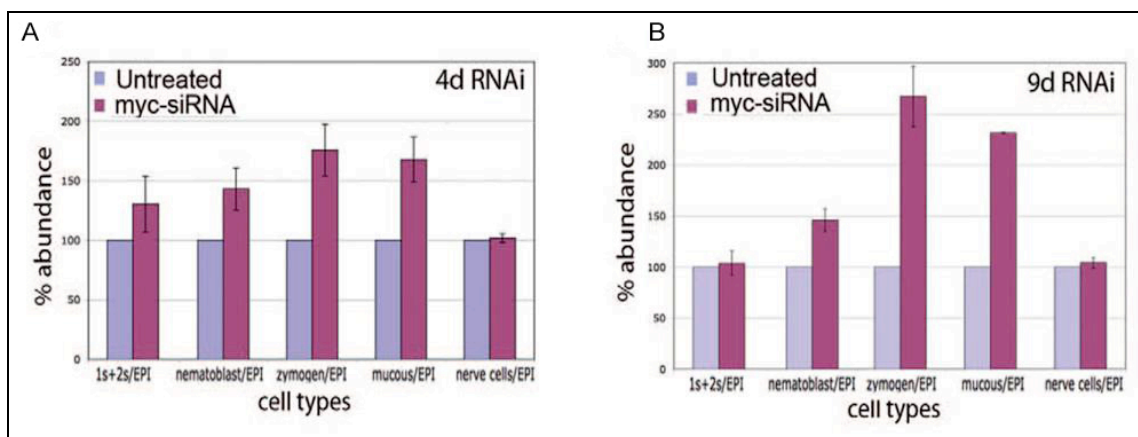 A
250
200
150
100
50
0
% abundance
Untreated
myc-siRNA
4d RNAi
1s+2s/EPI nematoblast/EPI zymogen/EPI mucous/EPI nerve cells/EPI
cell types
B
300
250
200
150
100
50
0
% abundance
Untreated
myc-siRNA
9d RNAi
1s+2s/EPI nematoblast/EPI zymogen/EPI mucous/EPI nerve cells/EPI
cell types